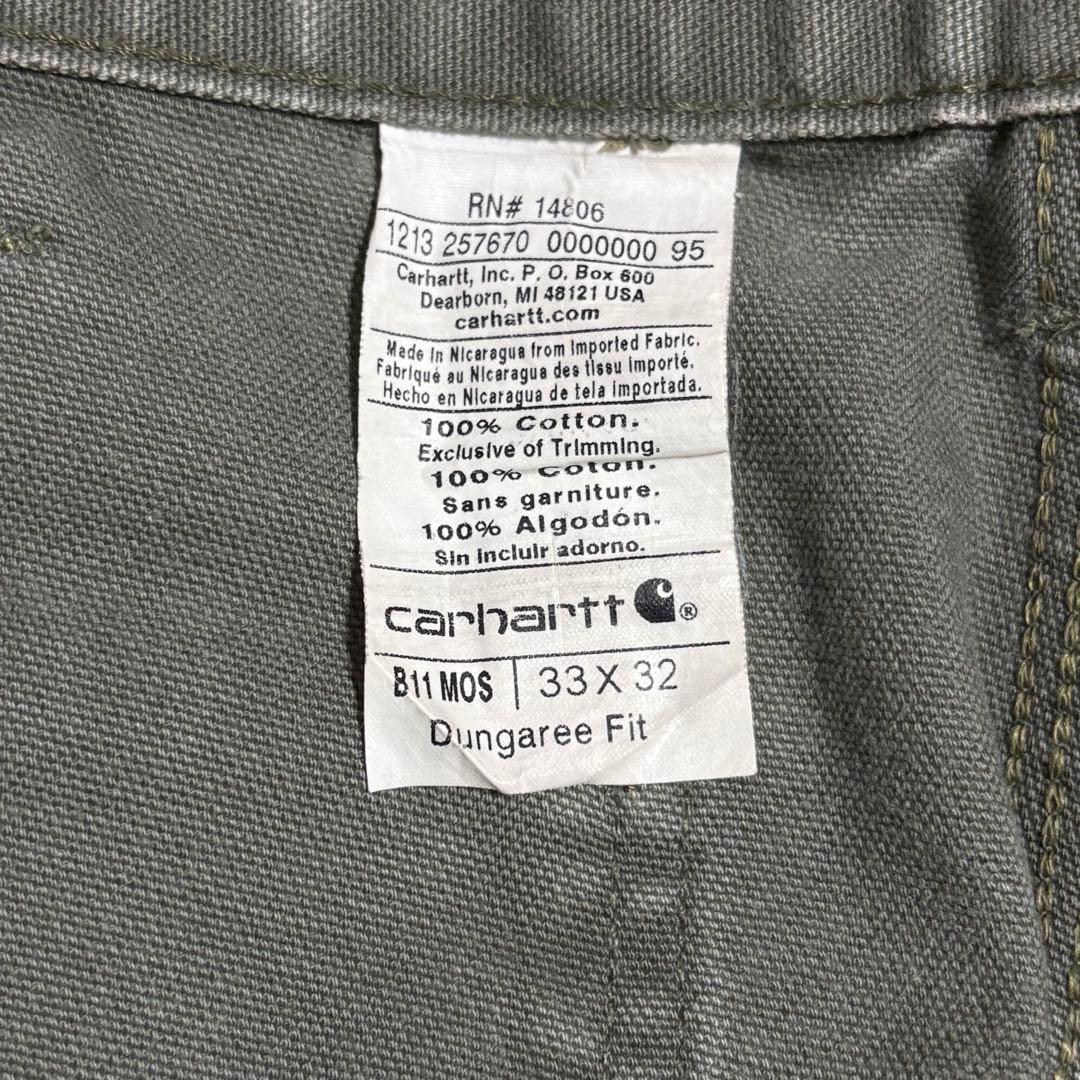 RN# 14806
1213 257670 0000000 95
Carhartt, Inc. P. O. Box 600
Dearborn, MI 48121 USA
carhartt.com
Made in Nicaragua from Imported Fabric.
Fabriqué au Nicaragua des tissu importé.
Hecho en Nicaragua de tela importada.
100% Cotton.
Exclusive of Trimming.
100% Coton.
Sans garniture.
100% Algodón.
Sin incluir adorno.
carhartt ®
B11 MOS | 33 X 32
Dungaree Fit